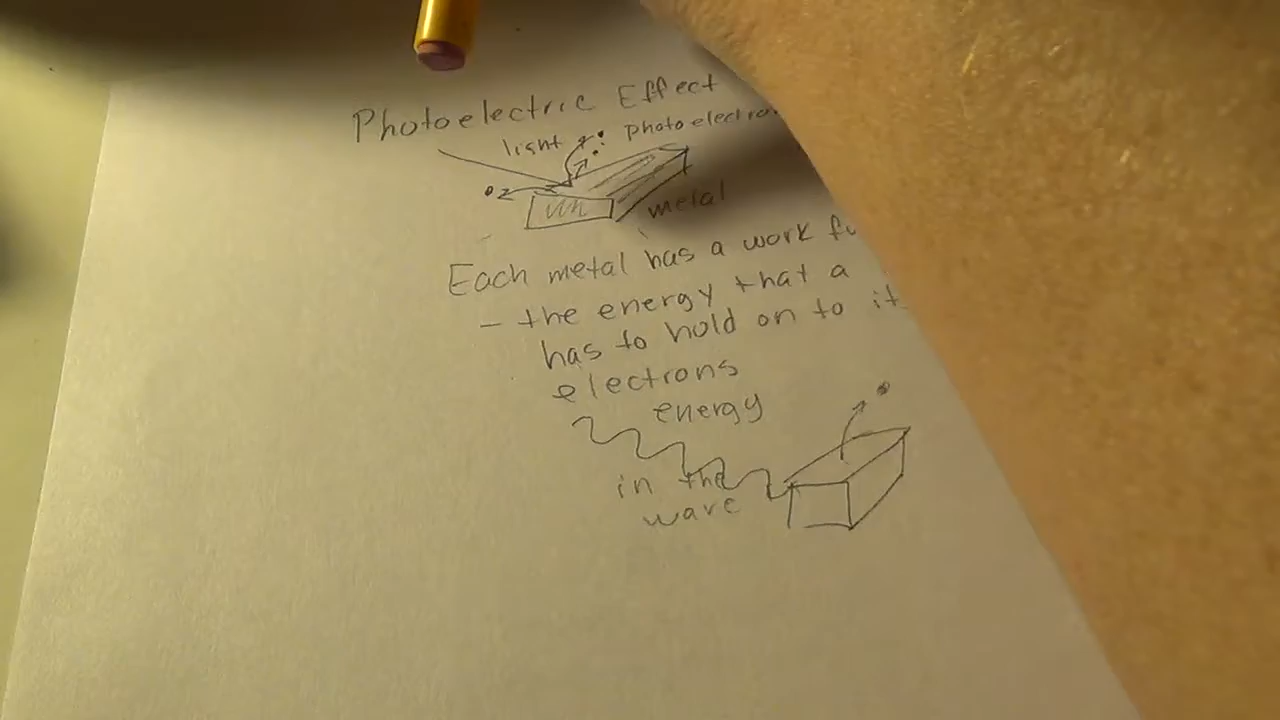 Photoelectric Effect
light photoelectron
metal
Each metal has a work
- the energy that a
has to hold on to it
electrons
energy
in the
wave